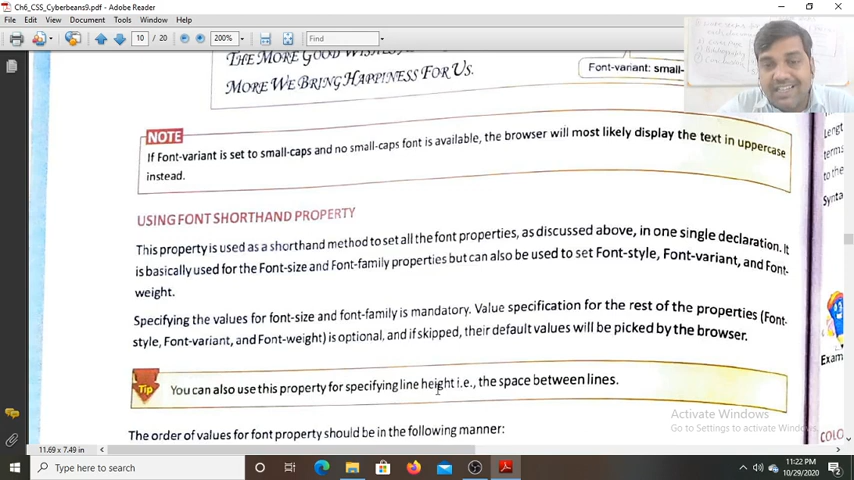 Ch6_CSS_Cyberbeans9.pdf - Adobe Reader
File Edit View Document Tools Window Help
10 / 20 200% Find
THE MORE GOOD WISHES
MORE WE BRING HAPPINESS FOR US.
Font-variant: small-
NOTE
If Font-variant is set to small-caps and no small-caps font is available, the browser will most likely display the text in uppercase
instead.
USING FONT SHORTHAND PROPERTY
This property is used as a shorthand method to set all the font properties, as discussed above, in one single declaration. It
is basically used for the Font-size and Font-family properties but can also be used to set Font-style, Font-variant, and Font-
weight.
Specifying the values for font-size and font-family is mandatory. Value specification for the rest of the properties (Font-
style, Font-variant, and Font-weight) is optional, and if skipped, their default values will be picked by the browser.
Tip
You can also use this property for specifying line height i.e., the space between lines.
The order of values for font property should be in the following manner:
Length
terms
to the
Synta
Exam
COLO
Activate Windows
Go to Settings to activate Windows.
11.69 x 7.49 in
Type here to search
11:22 PM
10/29/2020
2